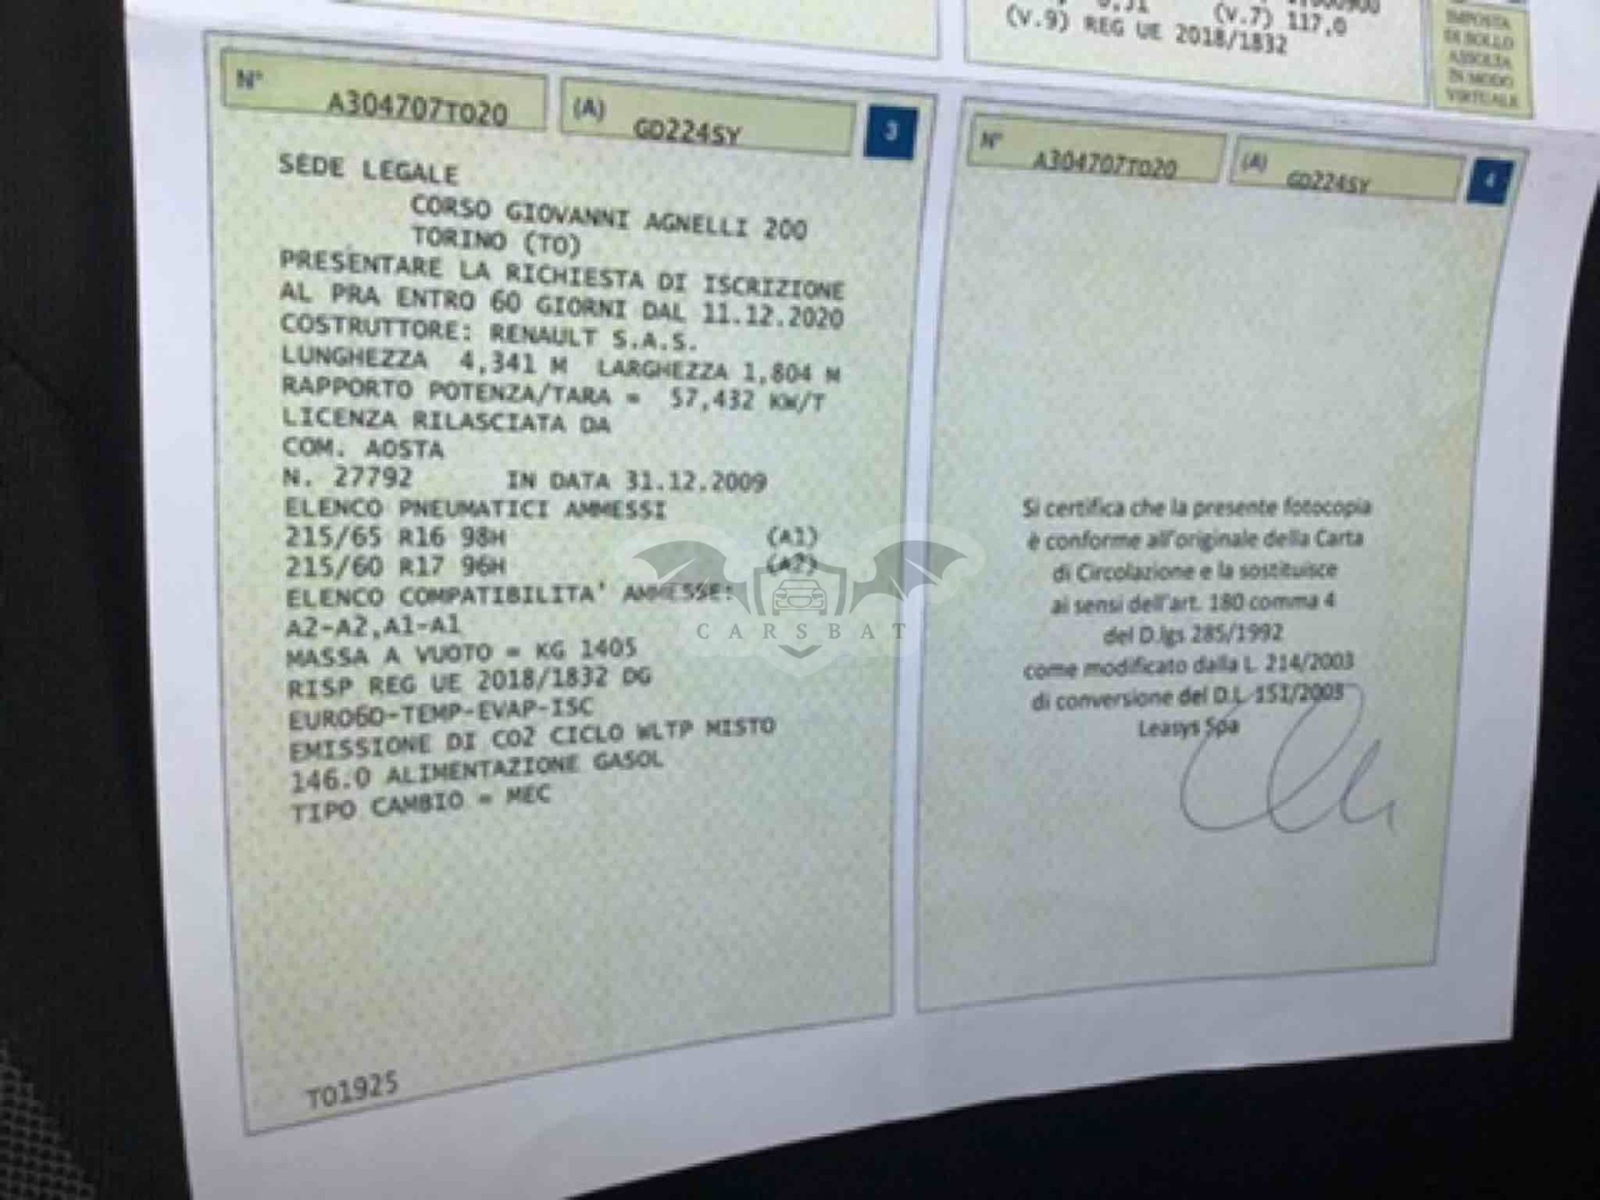 (V.7) 117,0
(V.9) REG UE 2018/1832
IMPOSTA
DI BOLLO
ASSOLTA
IN MODO
VIRTUALE
N° A304707TO20 (A) GD224SY 3
SEDE LEGALE
CORSO GIOVANNI AGNELLI 200
TORINO (TO)
PRESENTARE LA RICHIESTA DI ISCRIZIONE
AL PRA ENTRO 60 GIORNI DAL 11.12.2020
COSTRUTTORE: RENAULT S.A.S.
LUNGHEZZA 4,341 M LARGHEZZA 1,804 M
RAPPORTO POTENZA/TARA = 57,432 KW/T
LICENZA RILASCIATA DA
COM. AOSTA
N. 27792 IN DATA 31.12.2009
ELENCO PNEUMATICI AMMESSI
215/65 R16 98H (A1)
215/60 R17 96H (A2)
ELENCO COMPATIBILITA' AMMESSE:
A2-A2,A1-A1
MASSA A VUOTO = KG 1405
RISP REG UE 2018/1832 DG
EURO6D-TEMP-EVAP-ISC
EMISSIONE DI CO2 CICLO WLTP MISTO
146.0 ALIMENTAZIONE GASOL
TIPO CAMBIO = MEC
TO1925
N° A304707TO20 (A) GD224SY 4
Si certifica che la presente fotocopia
è conforme all'originale della Carta
di Circolazione e la sostituisce
ai sensi dell'art. 180 comma 4
del D.lgs 285/1992
come modificato dalla L. 214/2003
di conversione del D.L. 151/2003
Leasys Spa
CARSBAT